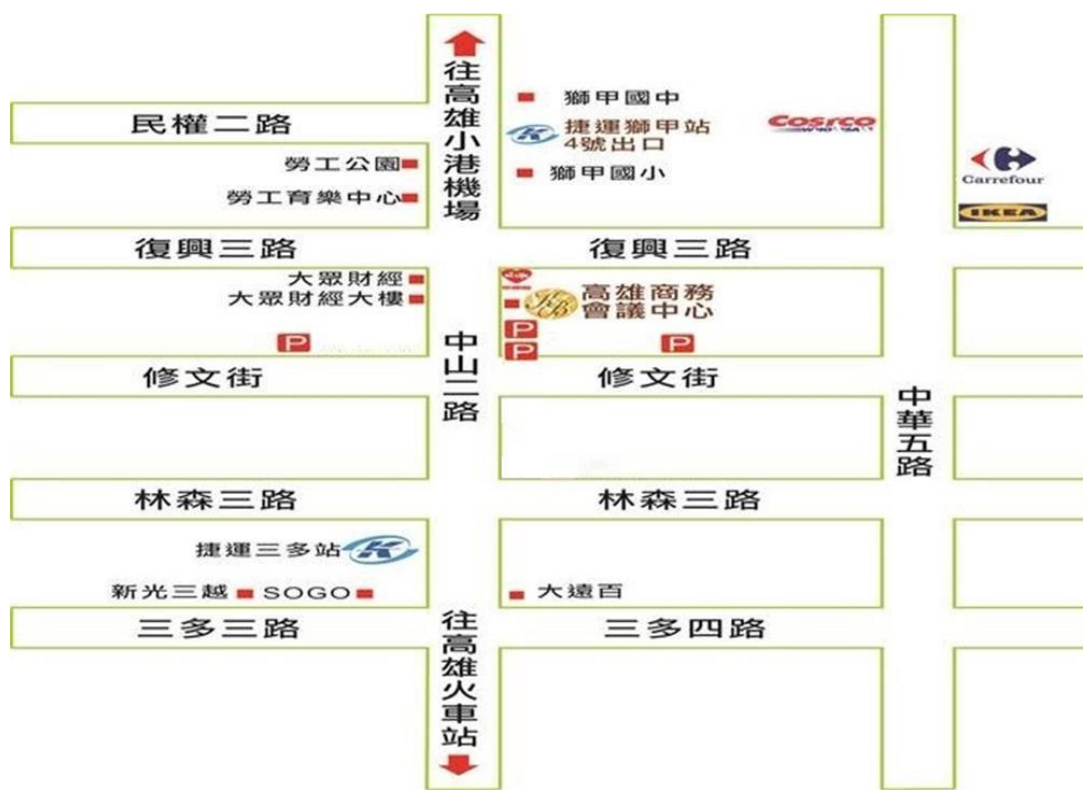 往高雄小港機場
民權二路
獅甲國中
捷運獅甲站
4號出口
COSTCO
WHOLESALE
勞工公園
獅甲國小
Carrefour
勞工育樂中心
IKEA
復興三路
復興三路
大眾財經
大眾財經大樓
KB
高雄商務
會議中心
P
P
P
P
中山二路
修文街
修文街
中華五路
林森三路
林森三路
捷運三多站
K
新光三越
SOGO
大遠百
三多三路
三多四路
往高雄火車站